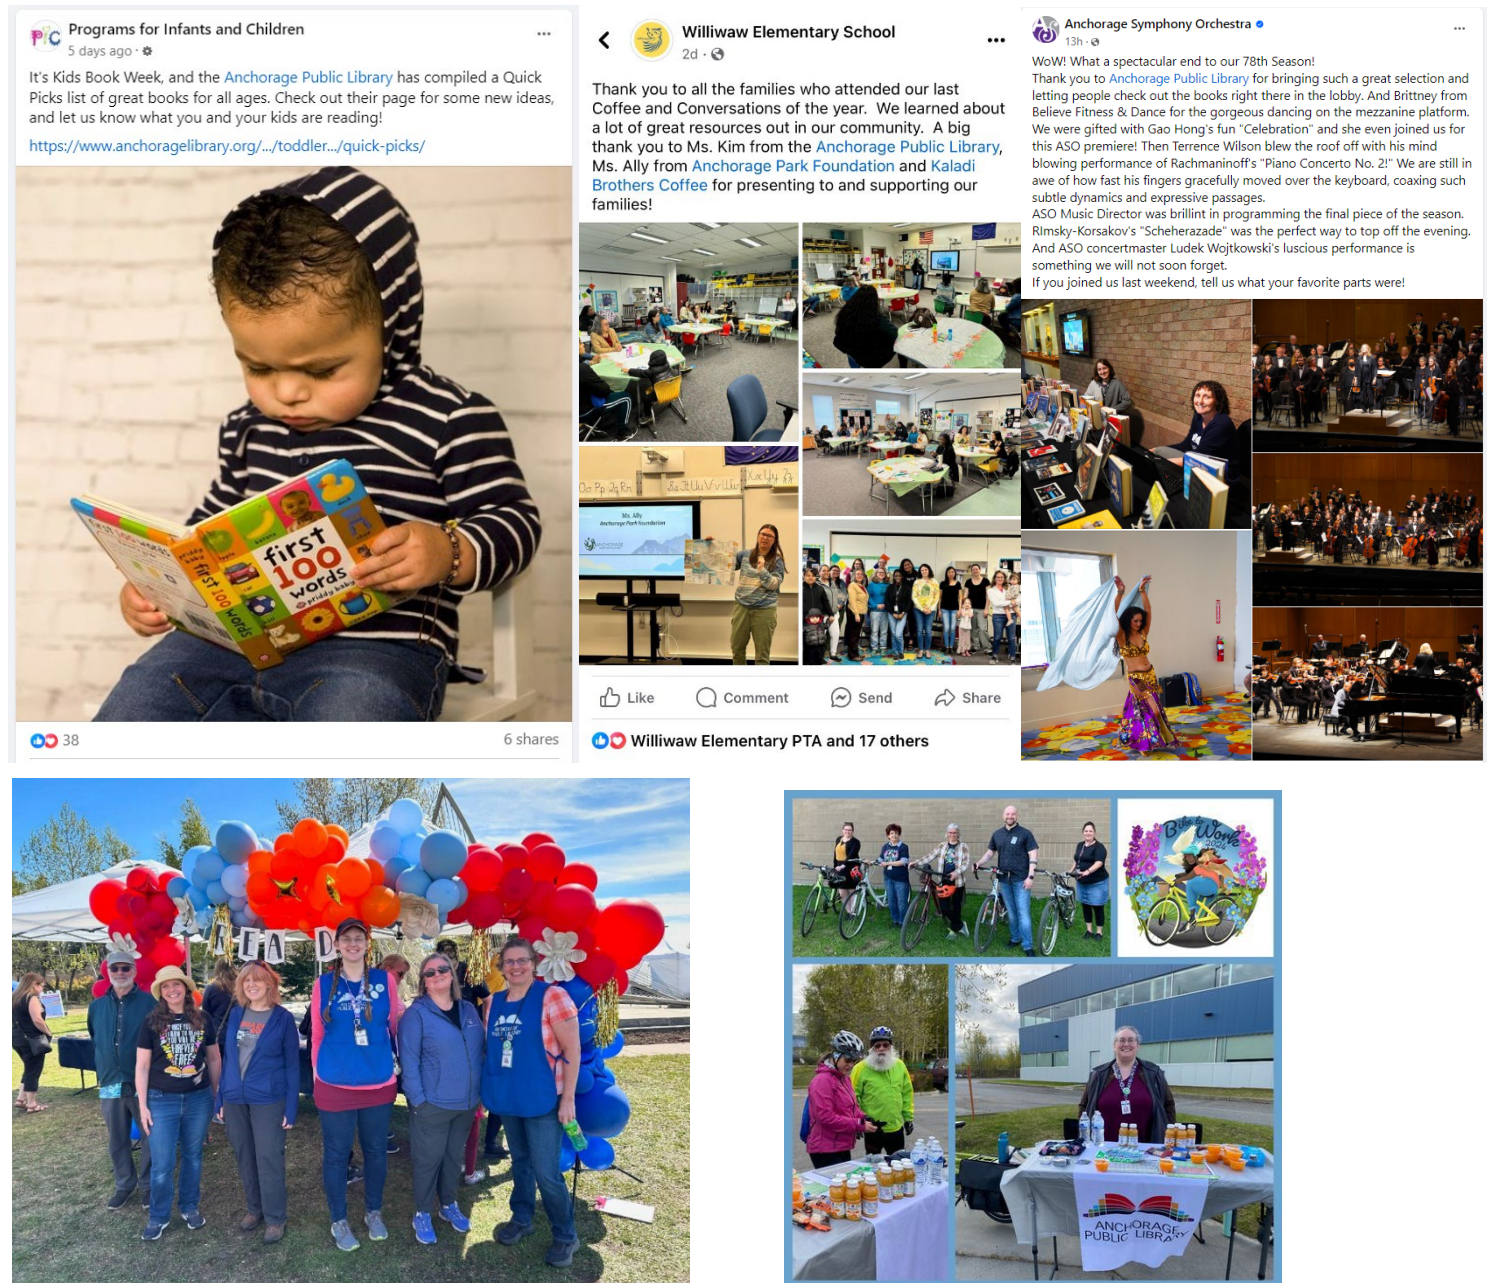 Programs for Infants and Children
5 days ago ·
It's Kids Book Week, and the Anchorage Public Library has compiled a Quick
Picks list of great books for all ages. Check out their page for some new ideas,
and let us know what you and your kids are reading!
https://www.anchoragelibrary.org/.../toddler.../quick-picks/
first
100
words
priddy baby
first 100 words
38
6 shares
Williwaw Elementary School
2d ·
Thank you to all the families who attended our last
Coffee and Conversations of the year. We learned about
a lot of great resources out in our community. A big
thank you to Ms. Kim from the Anchorage Public Library,
Ms. Ally from Anchorage Park Foundation and Kaladi
Brothers Coffee for presenting to and supporting our
families!
Ms. Ally
Anchorage Park Foundation
ANCHORAGE
Like
Comment
Send
Share
Williwaw Elementary PTA and 17 others
Anchorage Symphony Orchestra
13h ·
WoW! What a spectacular end to our 78th Season!
Thank you to Anchorage Public Library for bringing such a great selection and
letting people check out the books right there in the lobby. And Brittney from
Believe Fitness & Dance for the gorgeous dancing on the mezzanine platform.
We were gifted with Gao Hong's fun "Celebration" and she even joined us for
this ASO premiere! Then Terrence Wilson blew the roof off with his mind
blowing performance of Rachmaninoff's "Piano Concerto No. 2!" We are still in
awe of how fast his fingers gracefully moved over the keyboard, coaxing such
subtle dynamics and expressive passages.
ASO Music Director was brillint in programming the final piece of the season.
RImsky-Korsakov's "Scheherazade" was the perfect way to top off the evening.
And ASO concertmaster Ludek Wojtkowski's luscious performance is
something we will not soon forget.
If you joined us last weekend, tell us what your favorite parts were!
READ
Bike to
Work
2024
ANCHORAGE
PUBLIC LIBRARY